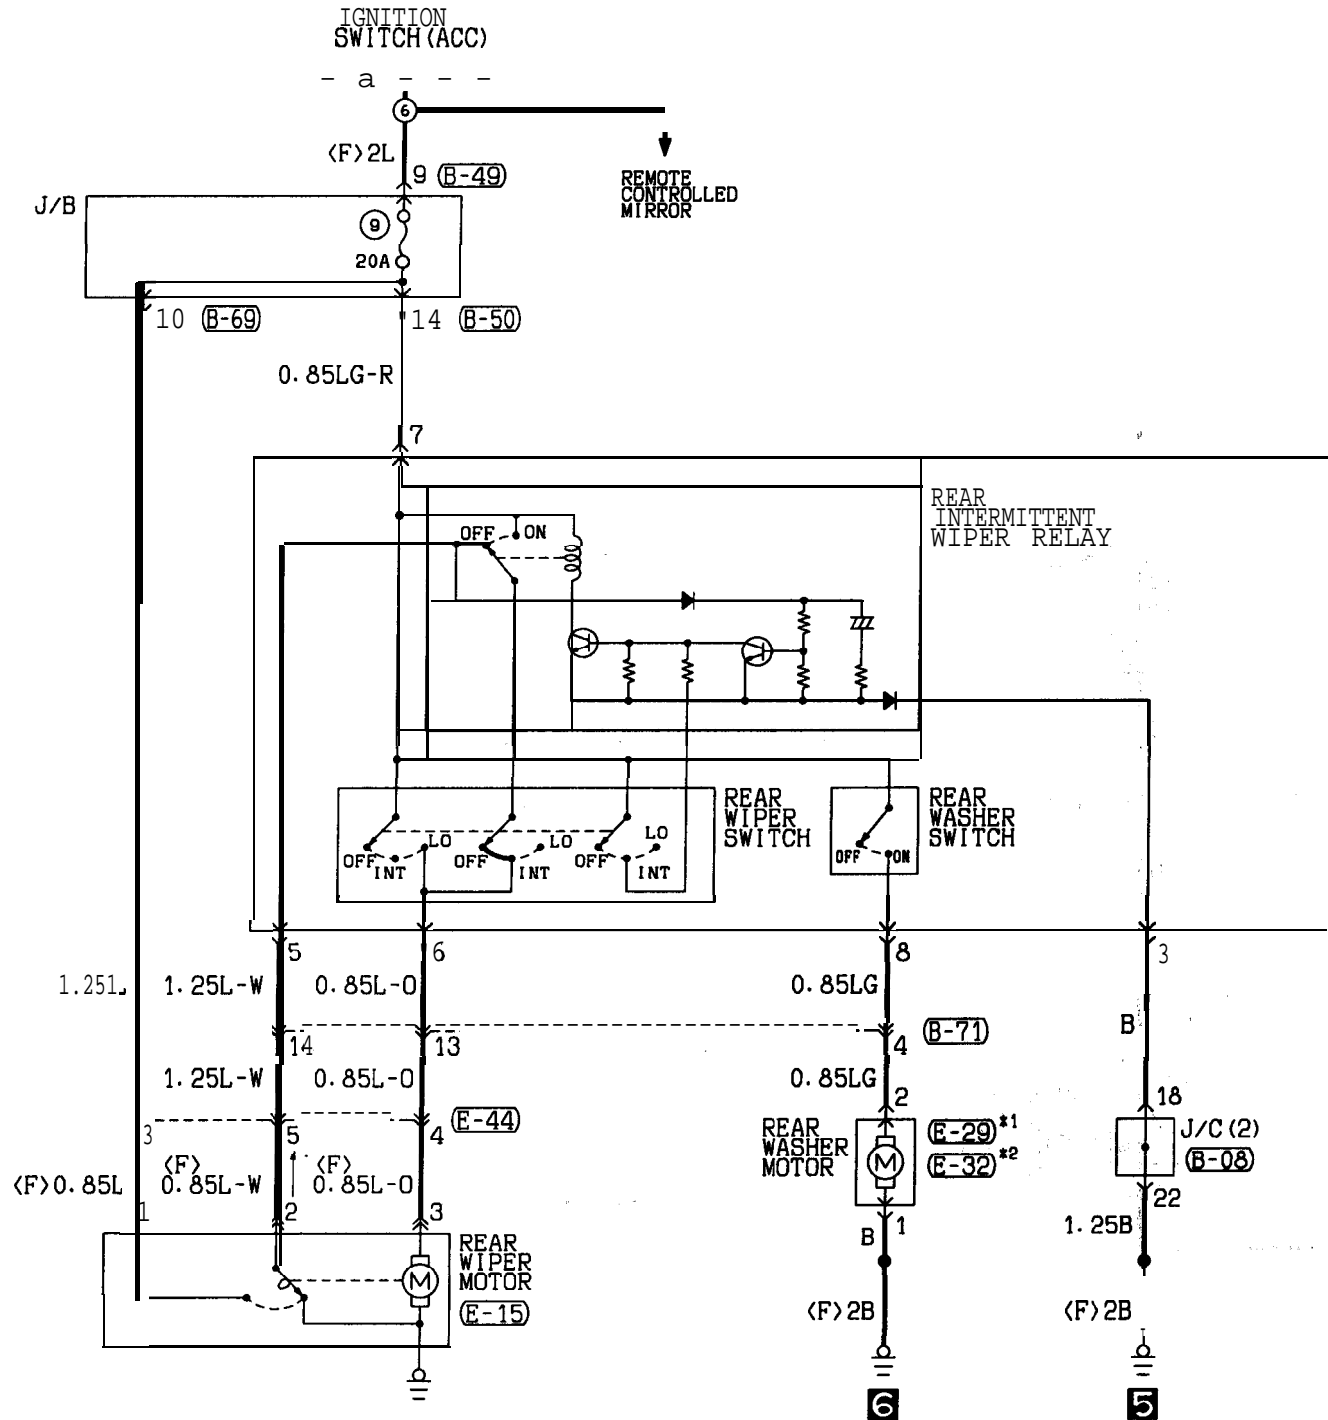 IGNITION
SWITCH(ACC)
- a - - -
6
<F>2L
9 B-49
REMOTE
CONTROLLED
MIRROR
J/B
9
20A
10 B-69
14 B-50
0.85LG-R
7
REAR
INTERMITTENT
WIPER RELAY
OFF ON
REAR
WIPER
SWITCH
REAR
WASHER
SWITCH
OFF INT LO
OFF INT LO
OFF INT LO
OFF ON
5 6 8 3
1.25L 1.25L-W 0.85L-O 0.85LG B
14 13 4 B-71
1.25L-W 0.85L-O 0.85LG
2 18
3 5 4 E-44
REAR
WASHER
MOTOR
M
E-29 *1
E-32 *2
J/C(2)
B-08
<F>0.85L
<F>
0.85L-W
<F>
0.85L-O
1 2 3
1 22
B 1.25B
REAR
WIPER
MOTOR
M
E-15
<F>2B <F>2B
6 5